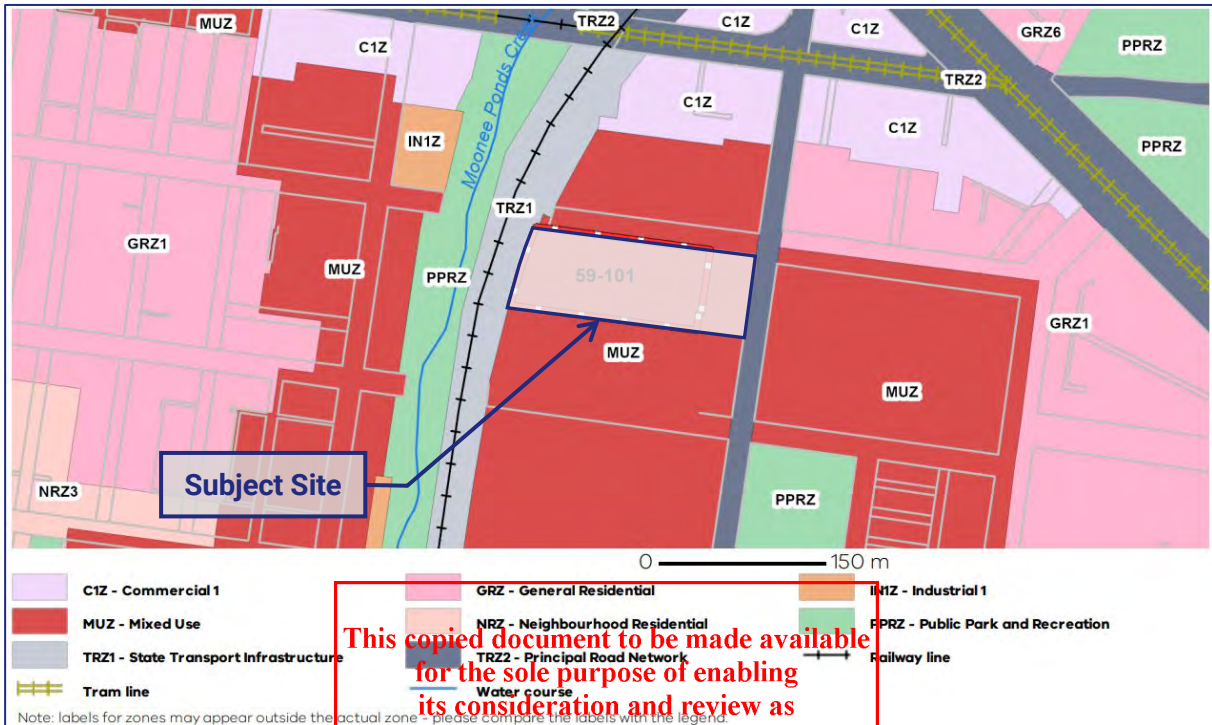 MUZ
TRZ2
C1Z
C1Z
GRZ6
PPRZ
C1Z
TRZ2
C1Z
C1Z
PPRZ
IN1Z
Moonee Ponds Creek
TRZ1
GRZ1
MUZ
PPRZ
59-101
GRZ1
MUZ
MUZ
Subject Site
NRZ3
PPRZ
0 150 m
C1Z - Commercial 1
GRZ - General Residential
IN1Z - Industrial 1
MUZ - Mixed Use
NRZ - Neighbourhood Residential
PPRZ - Public Park and Recreation
TRZ1 - State Transport Infrastructure
TRZ2 - Principal Road Network
Railway line
Tram line
Water course
Note: labels for zones may appear outside the actual zone - please compare the labels with the legend.
This copied document to be made available
for the sole purpose of enabling
its consideration and review as